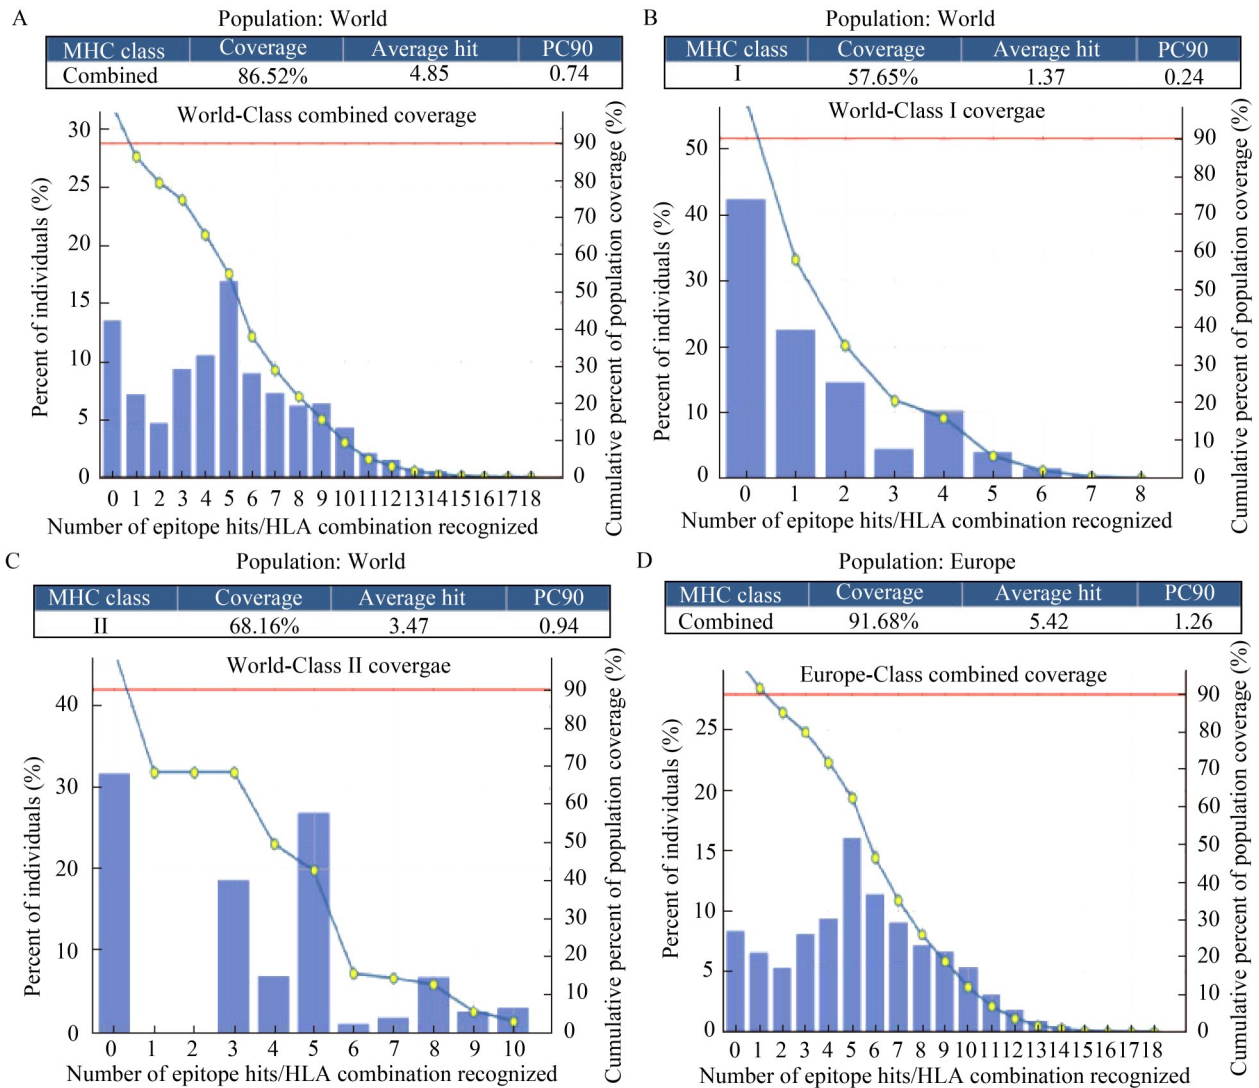 A
Population: World
MHC class Coverage Average hit PC90
Combined 86.52% 4.85 0.74
World-Class combined coverage
Percent of individuals (%)
30
25
20
15
10
5
0
Cumulative percent of population coverage (%)
90
80
70
60
50
40
30
20
10
0
0 1 2 3 4 5 6 7 8 9 10 11 12 13 14 15 16 17 18
Number of epitope hits/HLA combination recognized
B
Population: World
MHC class Coverage Average hit PC90
I 57.65% 1.37 0.24
World-Class I covergae
Percent of individuals (%)
50
40
30
20
10
0
Cumulative percent of population coverage (%)
90
80
70
60
50
40
30
20
10
0
0 1 2 3 4 5 6 7 8
Number of epitope hits/HLA combination recognized
C
Population: World
MHC class Coverage Average hit PC90
II 68.16% 3.47 0.94
World-Class II covergae
Percent of individuals (%)
40
30
20
10
0
Cumulative percent of population coverage (%)
90
80
70
60
50
40
30
20
10
0
0 1 2 3 4 5 6 7 8 9 10
Number of epitope hits/HLA combination recognized
D
Population: Europe
MHC class Coverage Average hit PC90
Combined 91.68% 5.42 1.26
Europe-Class combined coverage
Percent of individuals (%)
25
20
15
10
5
0
Cumulative percent of population coverage (%)
90
80
70
60
50
40
30
20
10
0
0 1 2 3 4 5 6 7 8 9 10 11 12 13 14 15 16 17 18
Number of epitope hits/HLA combination recognized